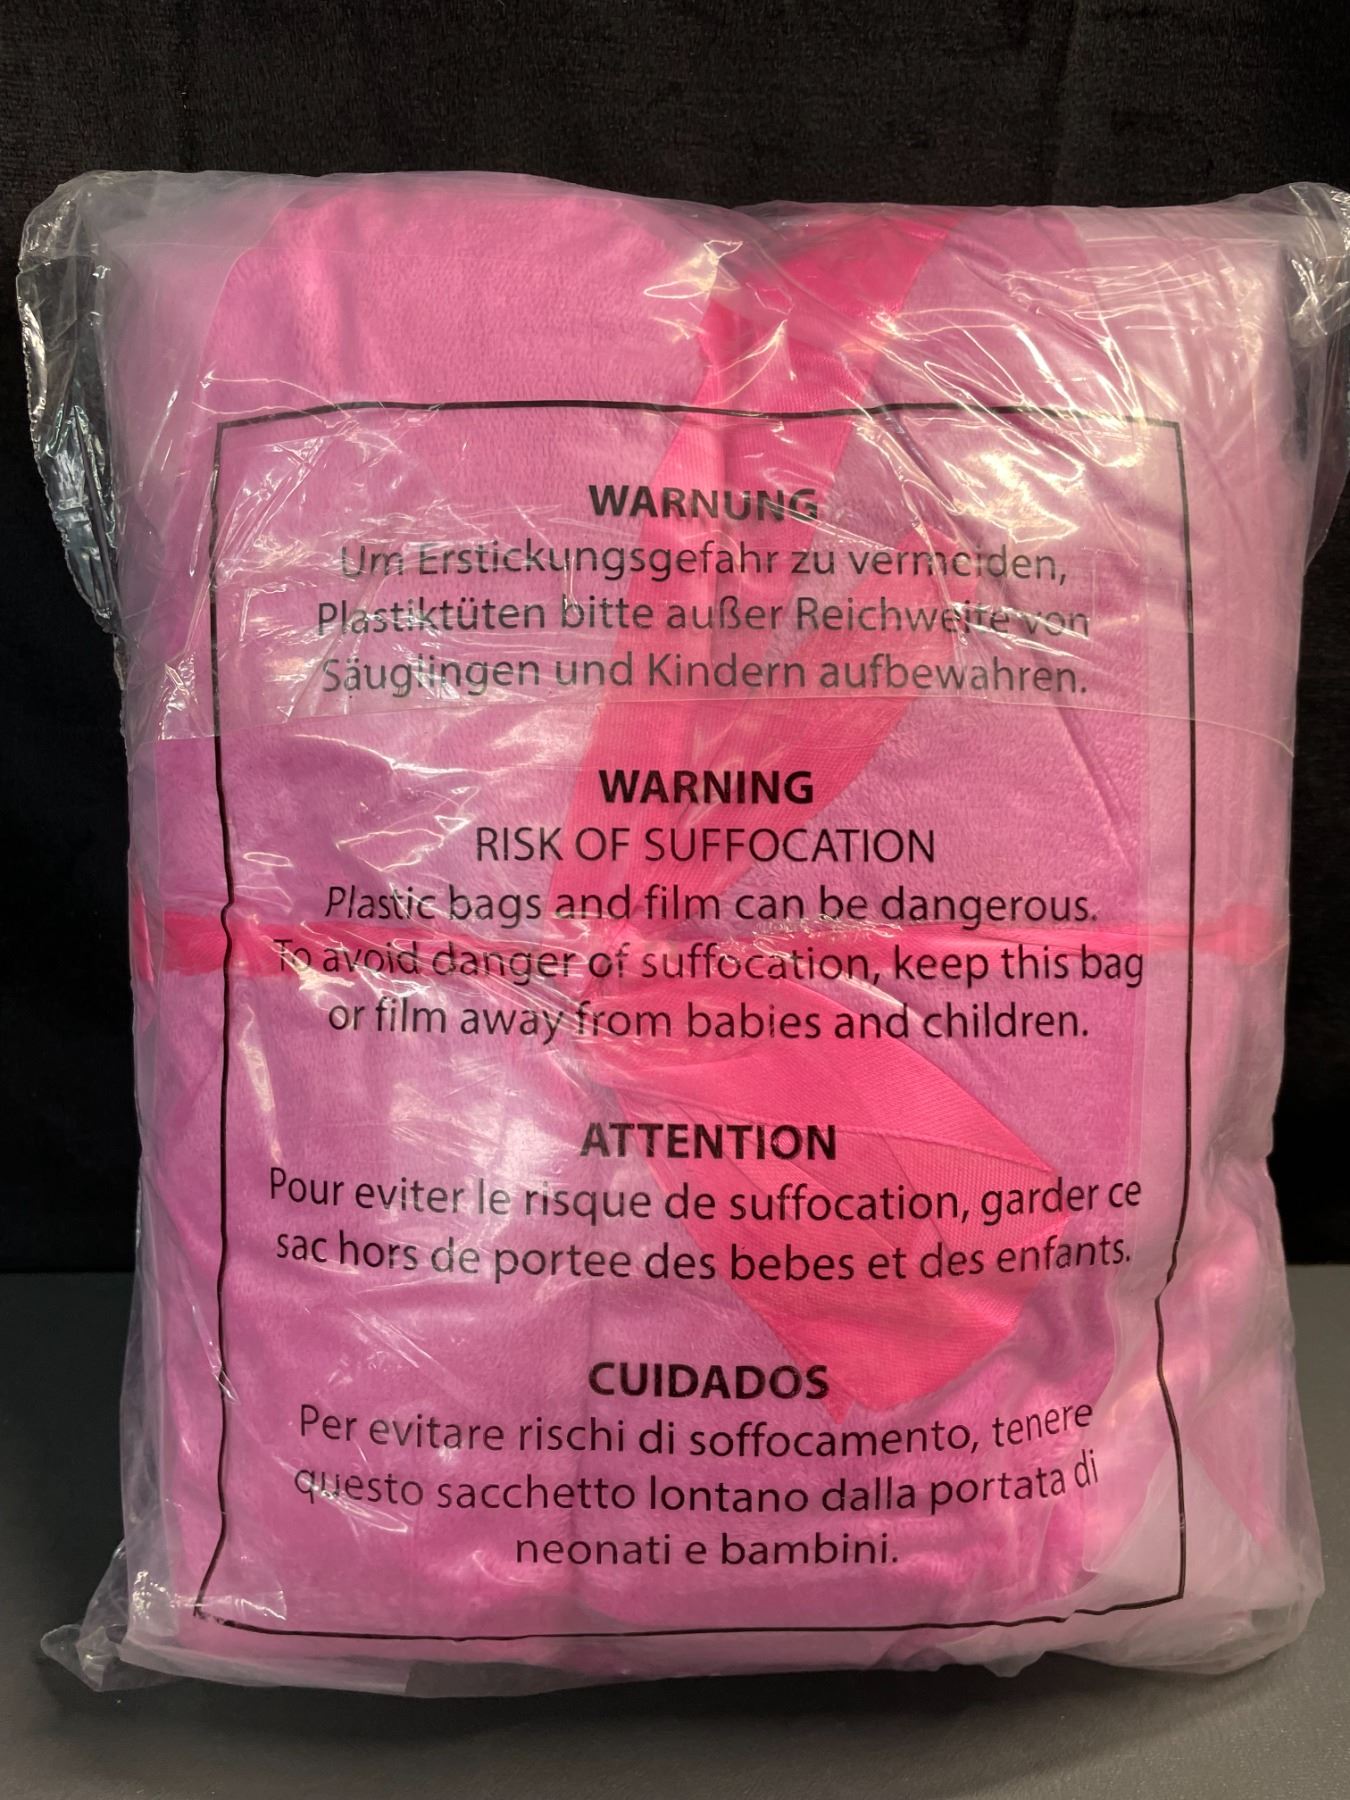 WARNUNG
Um Erstickungsgefahr zu vermeiden,
Plastiktüten bitte außer Reichweite von
Säuglingen und Kindern aufbewahren.
WARNING
RISK OF SUFFOCATION
Plastic bags and film can be dangerous.
To avoid danger of suffocation, keep this bag
or film away from babies and children.
ATTENTION
Pour eviter le risque de suffocation, garder ce
sac hors de portee des bebes et des enfants.
CUIDADOS
Per evitare rischi di soffocamento, tenere
questo sacchetto lontano dalla portata di
neonati e bambini.